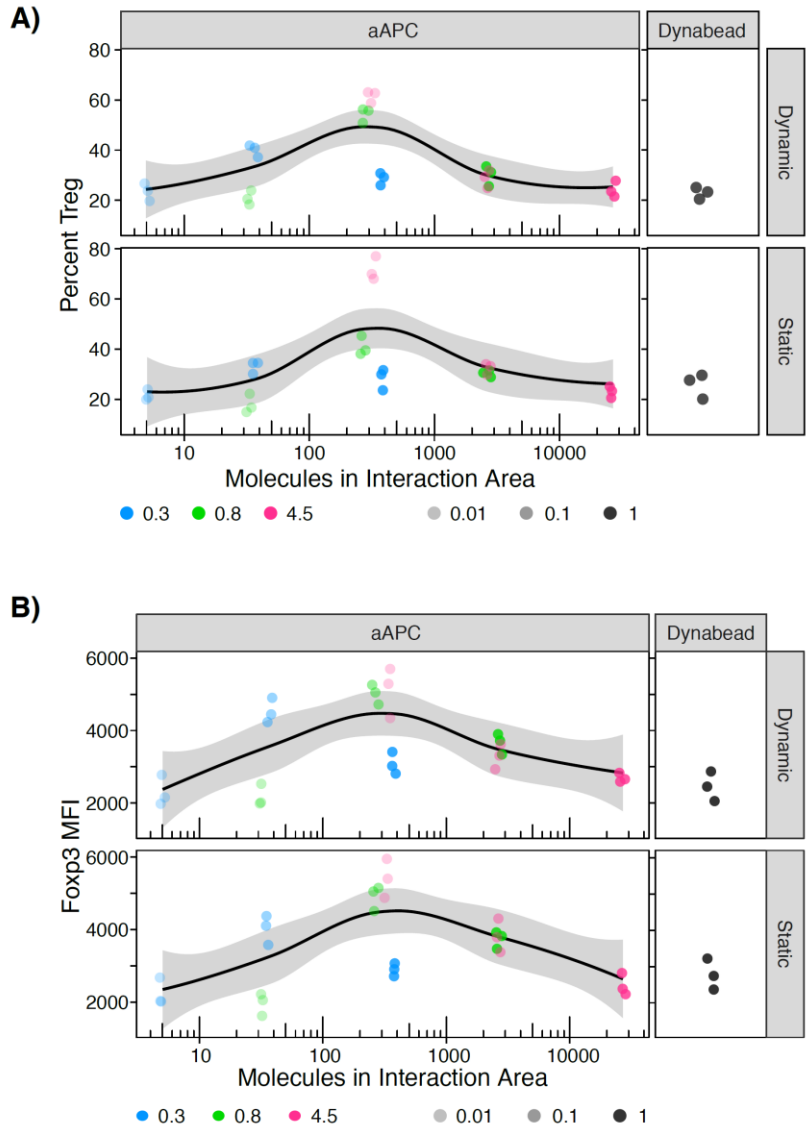 A)
aAPC
Dynabead
80
60
40
20
Dynamic
Percent Treg
80
60
40
20
Static
10
100
1000
10000
Molecules in Interaction Area
0.3
0.8
4.5
0.01
0.1
1
B)
aAPC
Dynabead
6000
4000
2000
Dynamic
Foxp3 MFI
6000
4000
2000
Static
10
100
1000
10000
Molecules in Interaction Area
0.3
0.8
4.5
0.01
0.1
1